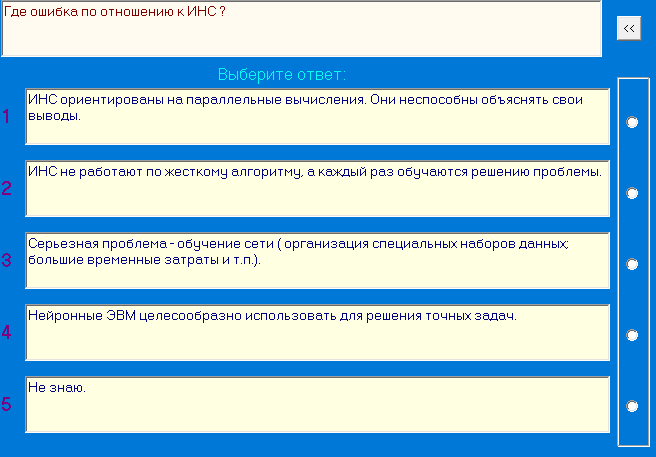 Где ошибка по отношению к ИНС ?
<<
Выберите ответ:
1
ИНС ориентированы на параллельные вычисления. Они неспособны объяснять свои
выводы.
2
ИНС не работают по жесткому алгоритму, а каждый раз обучаются решению проблемы.
3
Серьезная проблема - обучение сети ( организация специальных наборов данных;
большие временные затраты и т.п.).
4
Нейронные ЭВМ целесообразно использовать для решения точных задач.
5
Не знаю.